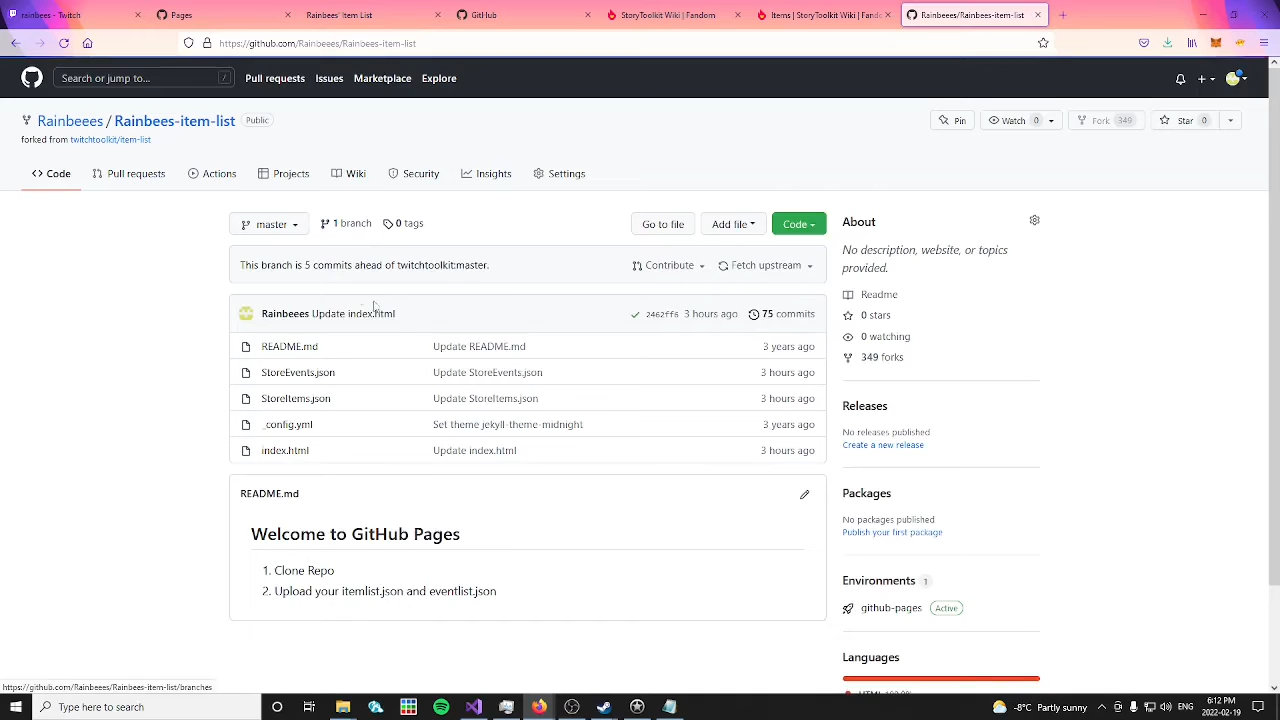 rainbees - Twitch
Pages
Rainbees' Item List
GitHub
StoryToolkit Wiki | Fandom
Items | StoryToolkit Wiki | Fandom
Rainbeees/Rainbees-item-list
https://github.com/Rainbeees/Rainbees-item-list
Search or jump to...
/
Pull requests
Issues
Marketplace
Explore
Rainbeees / Rainbees-item-list
Public
Pin
Watch 0
Fork 349
Star 0
forked from twitchtoolkit/item-list
Code
Pull requests
Actions
Projects
Wiki
Security
Insights
Settings
master
1 branch
0 tags
Go to file
Add file
Code
This branch is 5 commits ahead of twitchtoolkit:master.
Contribute
Fetch upstream
Rainbeees Update index.html
2462ff6 3 hours ago
75 commits
README.md
Update README.md
3 years ago
StoreEvents.json
Update StoreEvents.json
3 hours ago
StoreItems.json
Update StoreItems.json
3 hours ago
_config.yml
Set theme jekyll-theme-midnight
3 years ago
index.html
Update index.html
3 hours ago
README.md
Welcome to GitHub Pages
1. Clone Repo
2. Upload your itemlist.json and eventlist.json
About
No description, website, or topics
provided.
Readme
0 stars
0 watching
349 forks
Releases
No releases published
Create a new release
Packages
No packages published
Publish your first package
Environments 1
github-pages
Active
Languages
https://github.com/Rainbeees/Rainbees-item-list/branches
Type here to search
-8°C Partly sunny
ENG
6:12 PM
2022-02-19